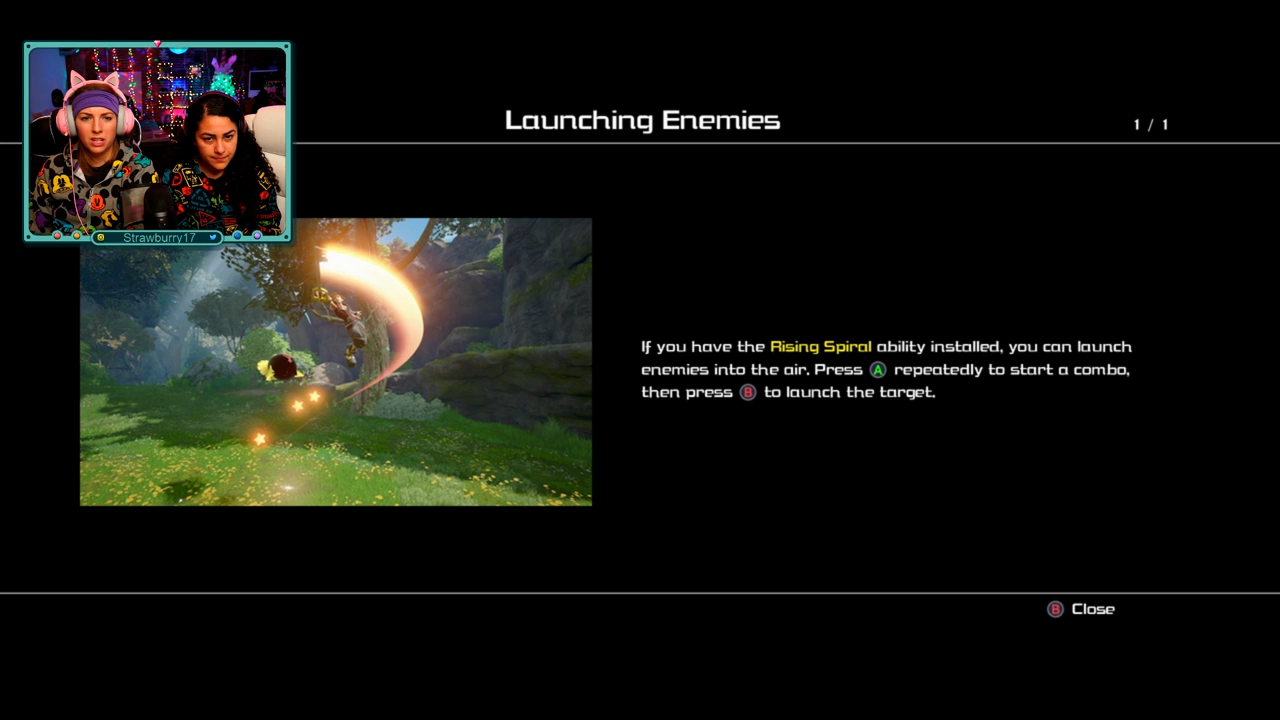 Launching Enemies
1 / 1
Strawburry17
If you have the Rising Spiral ability installed, you can launch
enemies into the air. Press A repeatedly to start a combo,
then press B to launch the target.
B Close